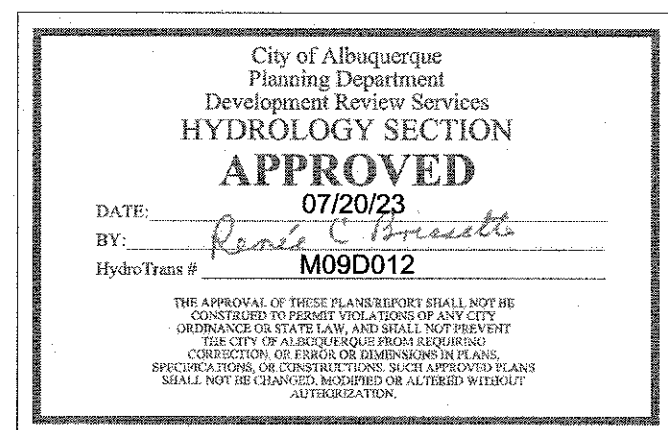 City of Albuquerque
Planning Department
Development Review Services
HYDROLOGY SECTION
APPROVED
DATE: 07/20/23
BY: Renée C Brissette
HydroTrans # M09D012
THE APPROVAL OF THESE PLANS/REPORT SHALL NOT BE
CONSTRUED TO PERMIT VIOLATIONS OF ANY CITY
ORDINANCE OR STATE LAW, AND SHALL NOT PREVENT
THE CITY OF ALBUQUERQUE FROM REQUIRING
CORRECTION, OR ERROR OR DIMENSIONS IN PLANS,
SPECIFICATIONS, OR CONSTRUCTIONS. SUCH APPROVED PLANS
SHALL NOT BE CHANGED, MODIFIED OR ALTERED WITHOUT
AUTHORIZATION.